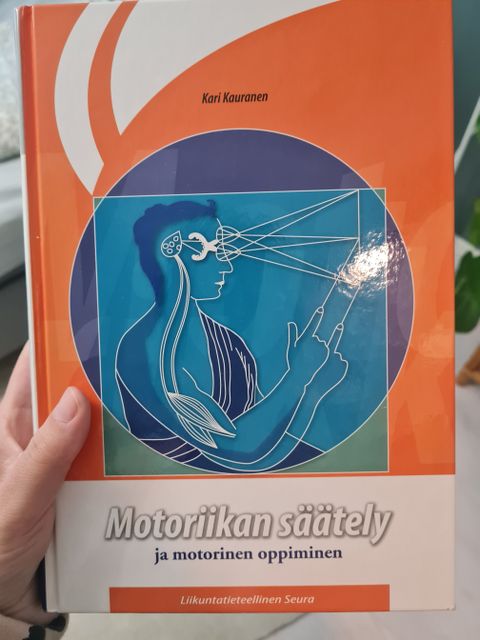 Kari Kauranen
Motoriikan säätely
ja motorinen oppiminen
Liikuntatieteellinen Seura